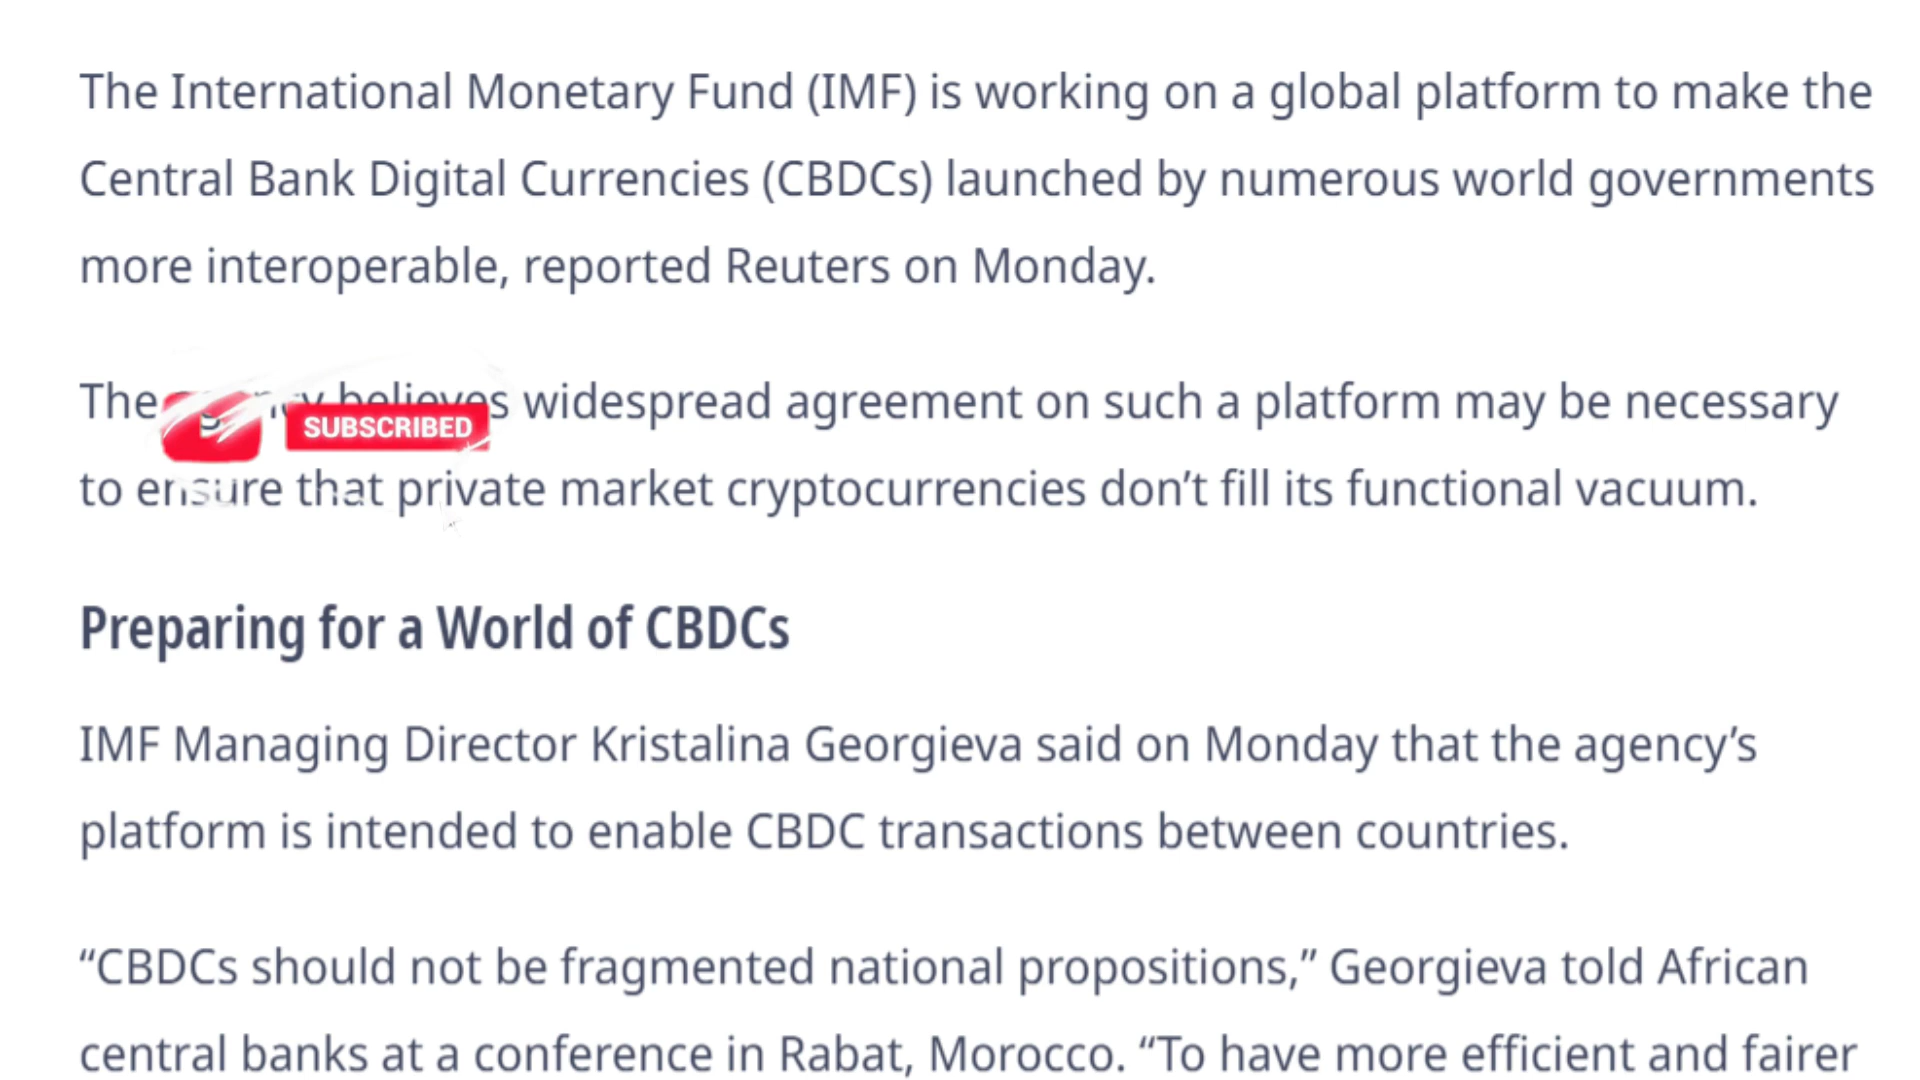 The International Monetary Fund (IMF) is working on a global platform to make the
Central Bank Digital Currencies (CBDCs) launched by numerous world governments
more interoperable, reported Reuters on Monday.
The agency believes widespread agreement on such a platform may be necessary
SUBSCRIBED
to ensure that private market cryptocurrencies don’t fill its functional vacuum.
Preparing for a World of CBDCs
IMF Managing Director Kristalina Georgieva said on Monday that the agency’s
platform is intended to enable CBDC transactions between countries.
“CBDCs should not be fragmented national propositions,” Georgieva told African
central banks at a conference in Rabat, Morocco. “To have more efficient and fairer